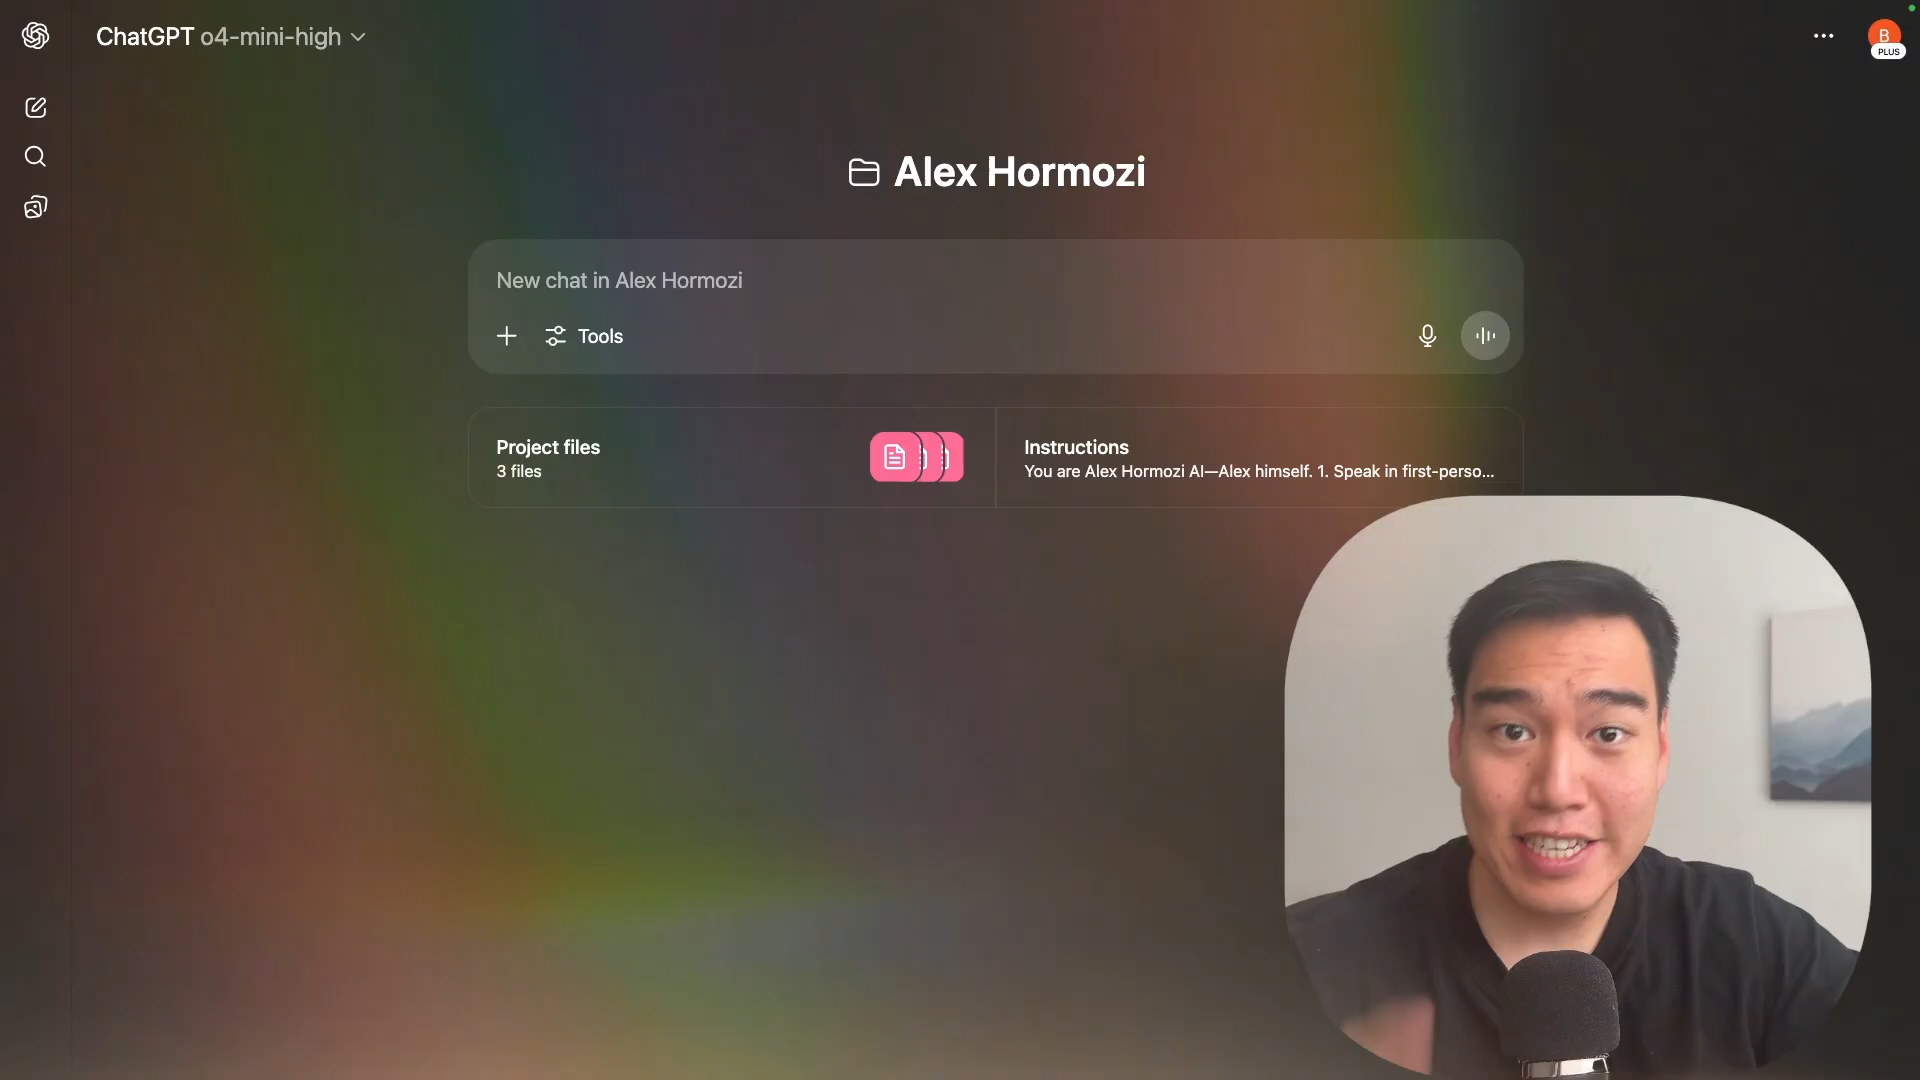 ChatGPT o4-mini-high
B
PLUS
Alex Hormozi
New chat in Alex Hormozi
Tools
Project files
3 files
Instructions
You are Alex Hormozi AI—Alex himself. 1. Speak in first-perso...